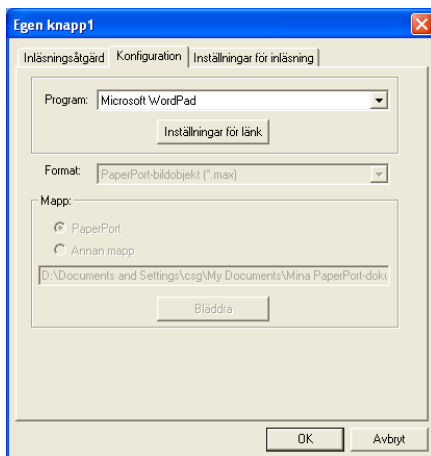 Egen knapp1
Inläsningsåtgärd Konfiguration Inställningar för inläsning
Program: Microsoft WordPad
Inställningar för länk
Format: PaperPort-bildobjekt (*.max)
Mapp:
PaperPort
Annan mapp
D:\Documents and Settings\csg\My Documents\Mina PaperPort-doku
Bläddra
OK Avbryt